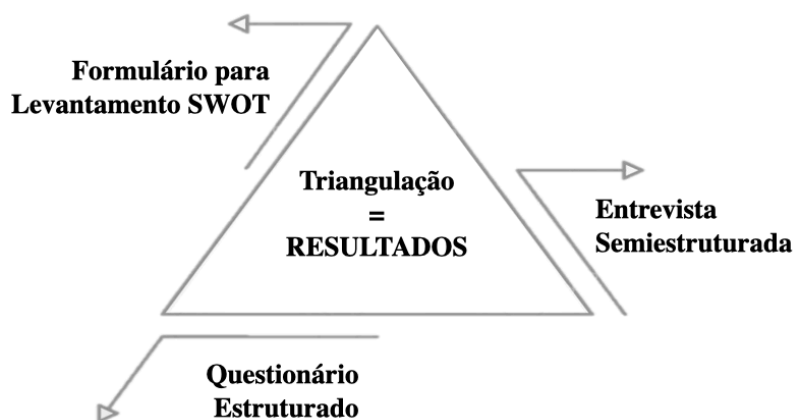 Formulário para
Levantamento SWOT
Triangulação
=
RESULTADOS
Entrevista
Semiestruturada
Questionário
Estruturado